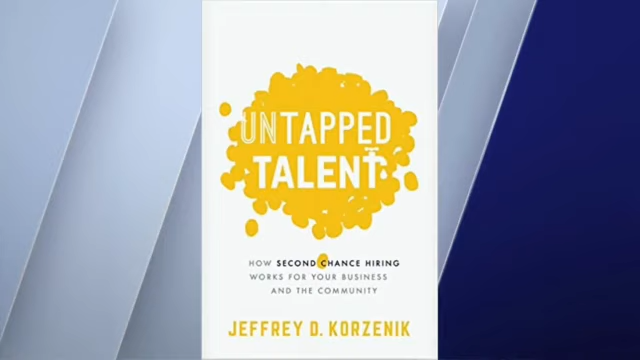 UNTAPPED
TALENT
HOW SECOND CHANCE HIRING
WORKS FOR YOUR BUSINESS
AND THE COMMUNITY
JEFFREY D. KORZENIK